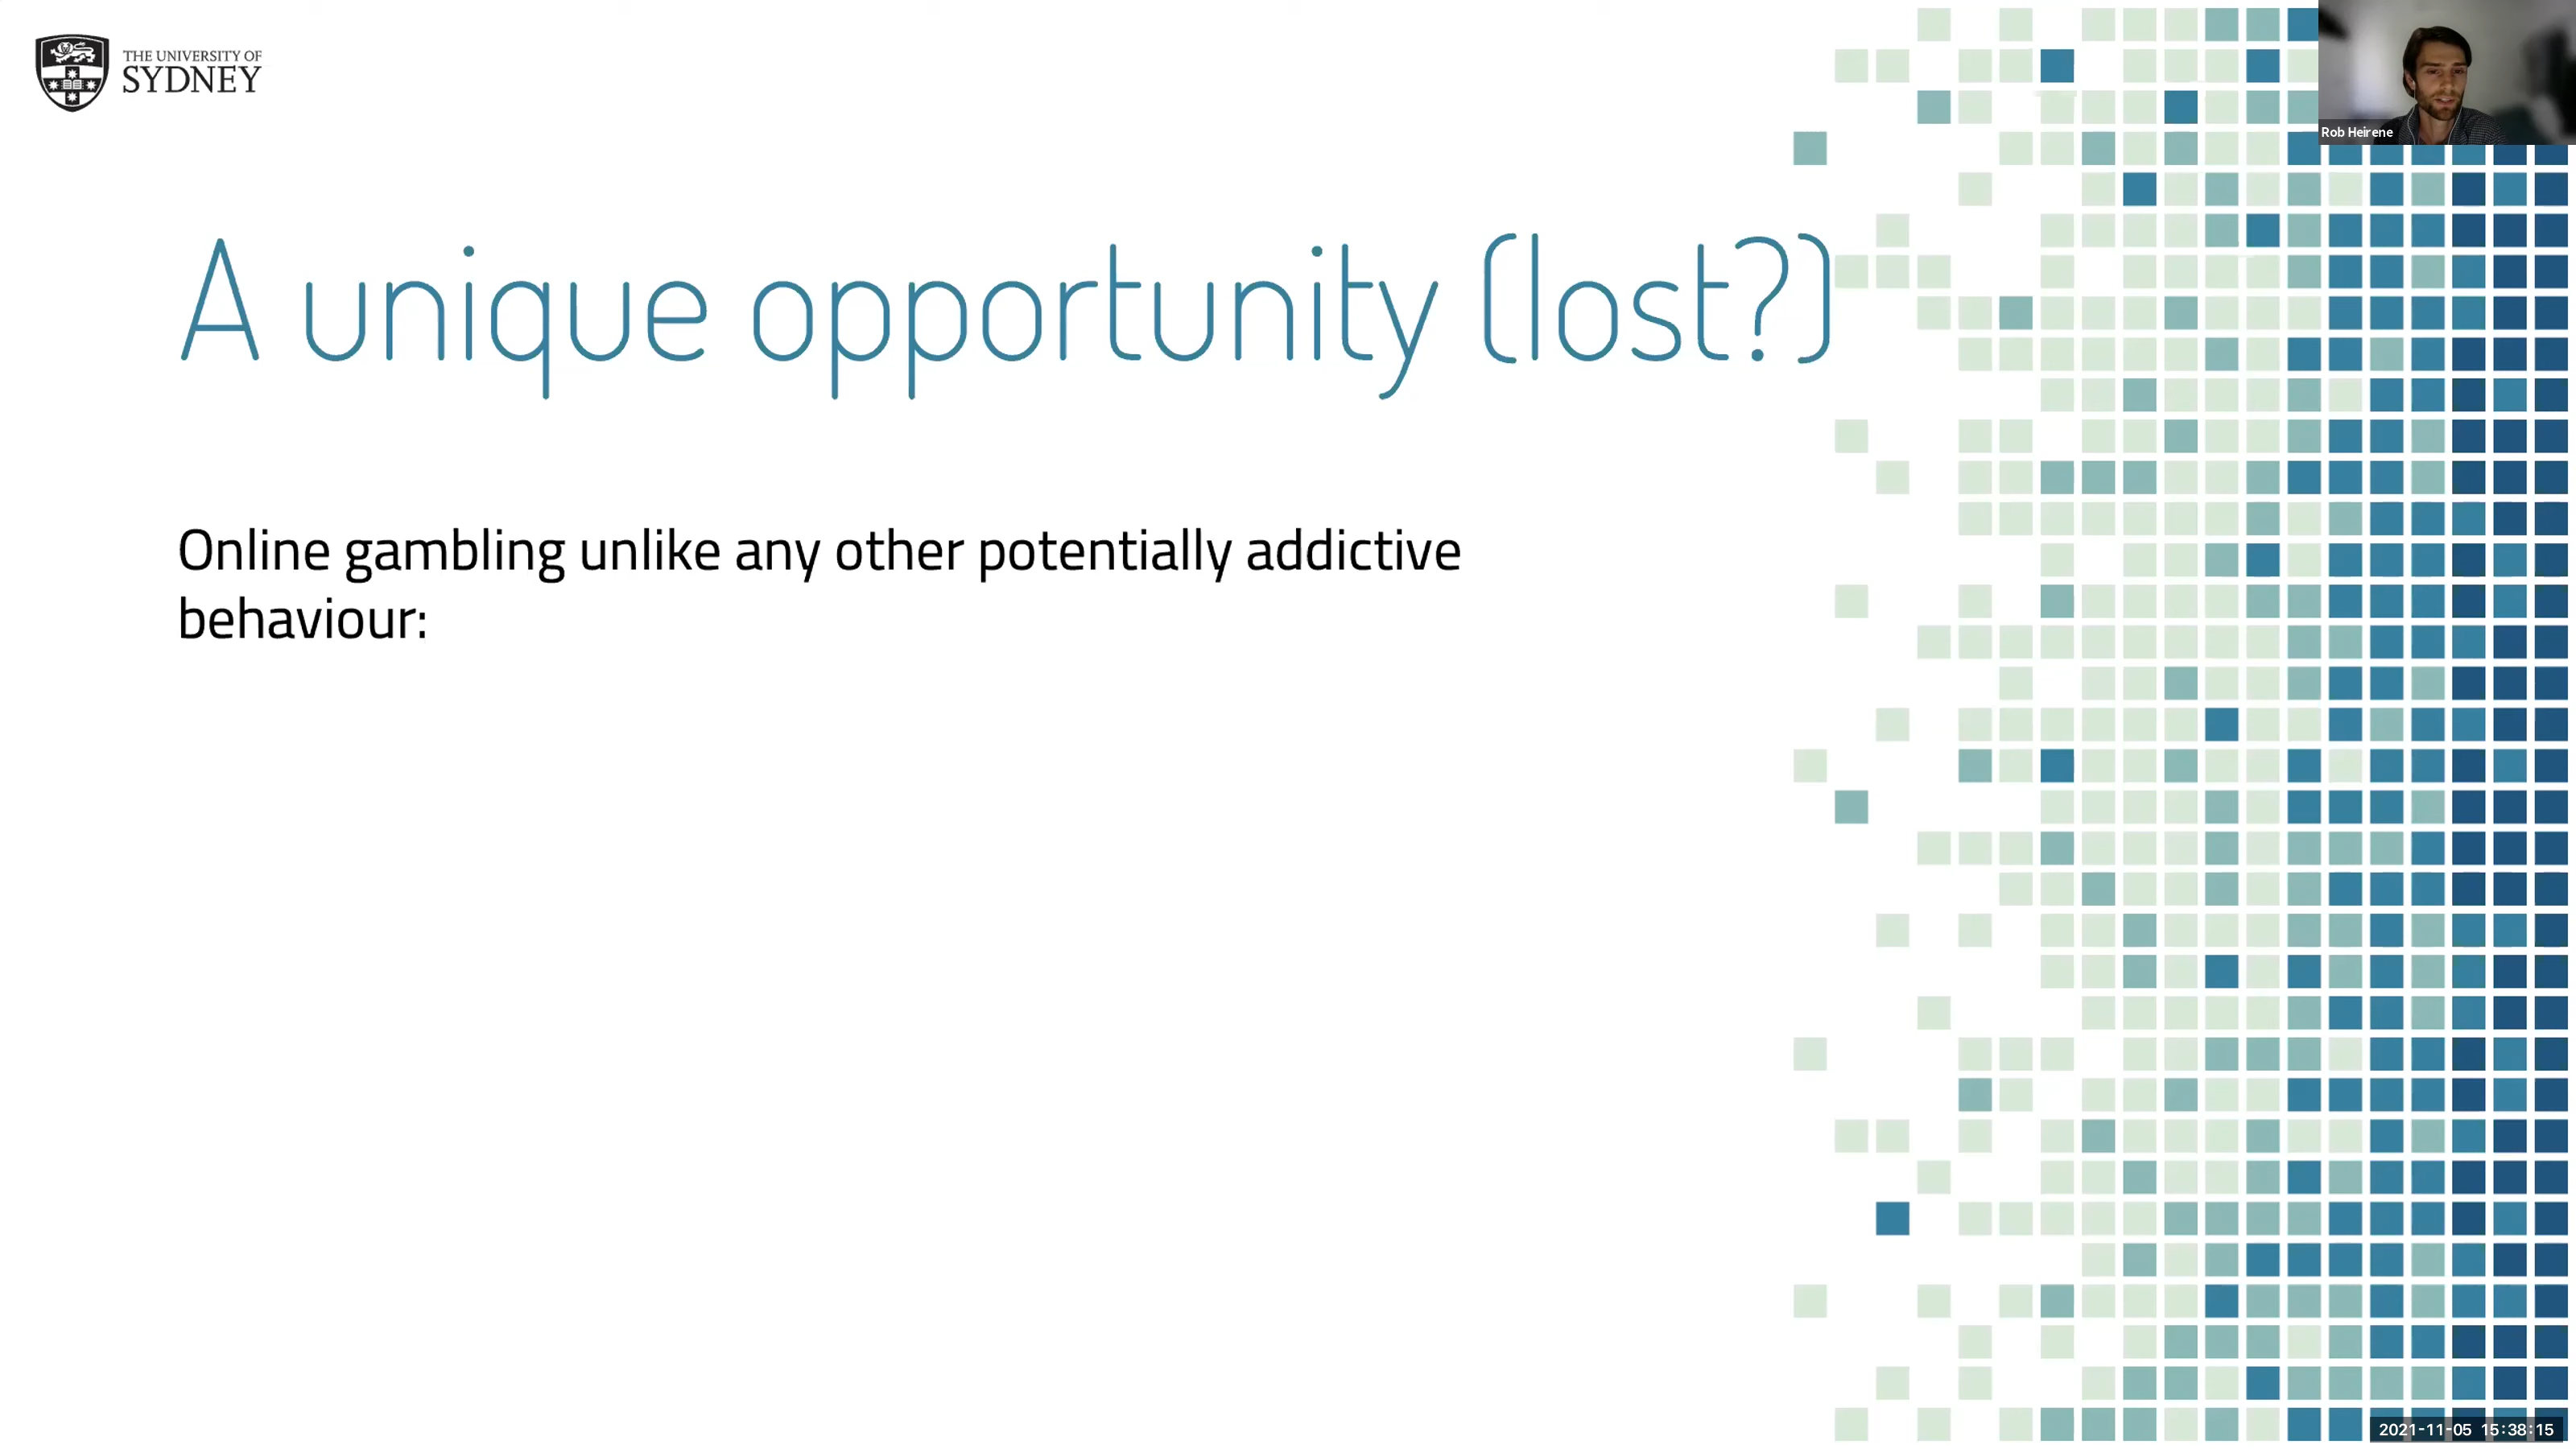 THE UNIVERSITY OF
SYDNEY
Rob Heirene
A unique opportunity (lost?)
Online gambling unlike any other potentially addictive
behaviour:
2021-11-05 15:38:15